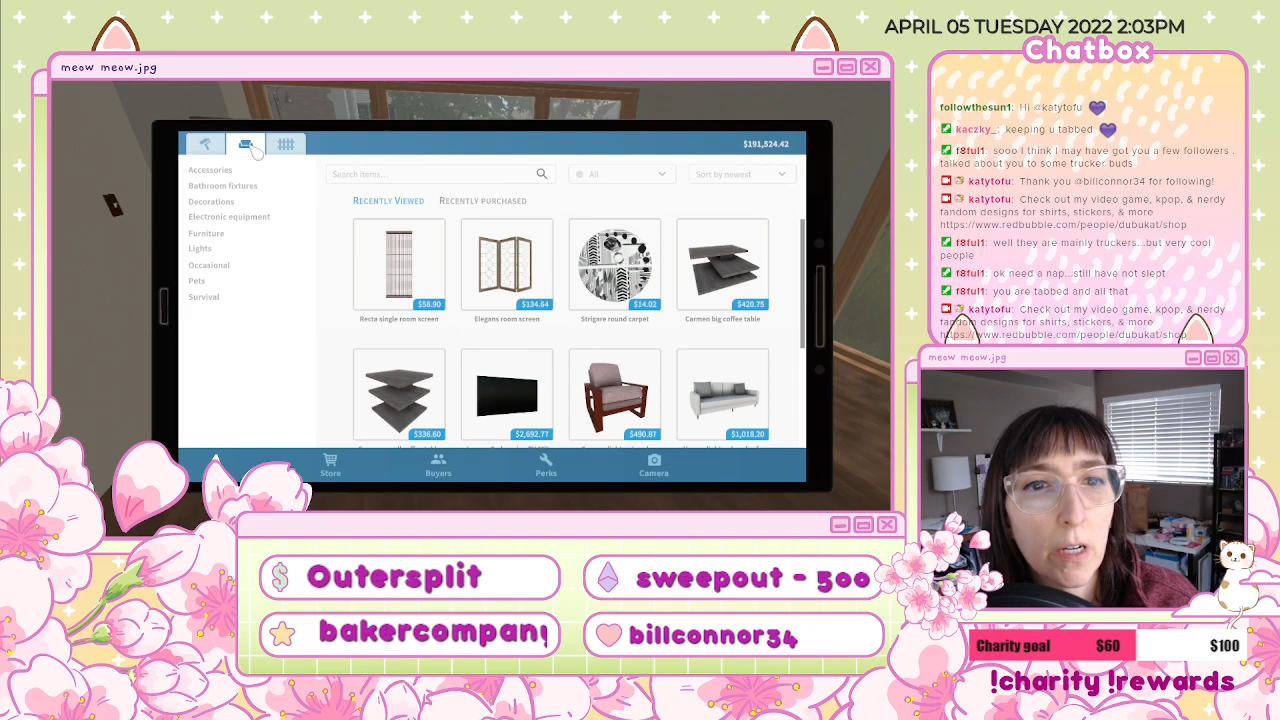 APRIL 05 TUESDAY 2022 2:03PM
Chatbox
meow meow.jpg
$191,524.42
Accessories
Bathroom fixtures
Decorations
Electronic equipment
Furniture
Lights
Occasional
Pets
Survival
Search items...
All
Sort by newest
RECENTLY VIEWED
RECENTLY PURCHASED
$58.90
$134.64
$14.02
$420.75
Recta single room screen
Elegans room screen
Strigare round carpet
Carmen big coffee table
$336.60
$2,692.77
$490.87
$1,018.20
Store
Buyers
Perks
Camera
followthesun1: Hi @katytofu
kaczky_: keeping u tabbed
f8ful1: sooo I think I may have got you a few followers .
talked about you to some trucker buds
katytofu: Thank you @billconnor34 for following!
katytofu: Check out my video game, kpop, & nerdy
fandom designs for shirts, stickers, & more
https://www.redbubble.com/people/dubukat/shop
f8ful1: well they are mainly truckers...but very cool
people
f8ful1: ok need a nap...still have not slept
f8ful1: you are tabbed and all that
katytofu: Check out my video game, kpop, & nerdy
fandom designs for shirts, stickers, & more
https://www.redbubble.com/people/dubukat/shop
meow meow.jpg
Outersplit
sweepout - 500
bakercompany
billconnor34
Charity goal $60 $100
!charity !rewards